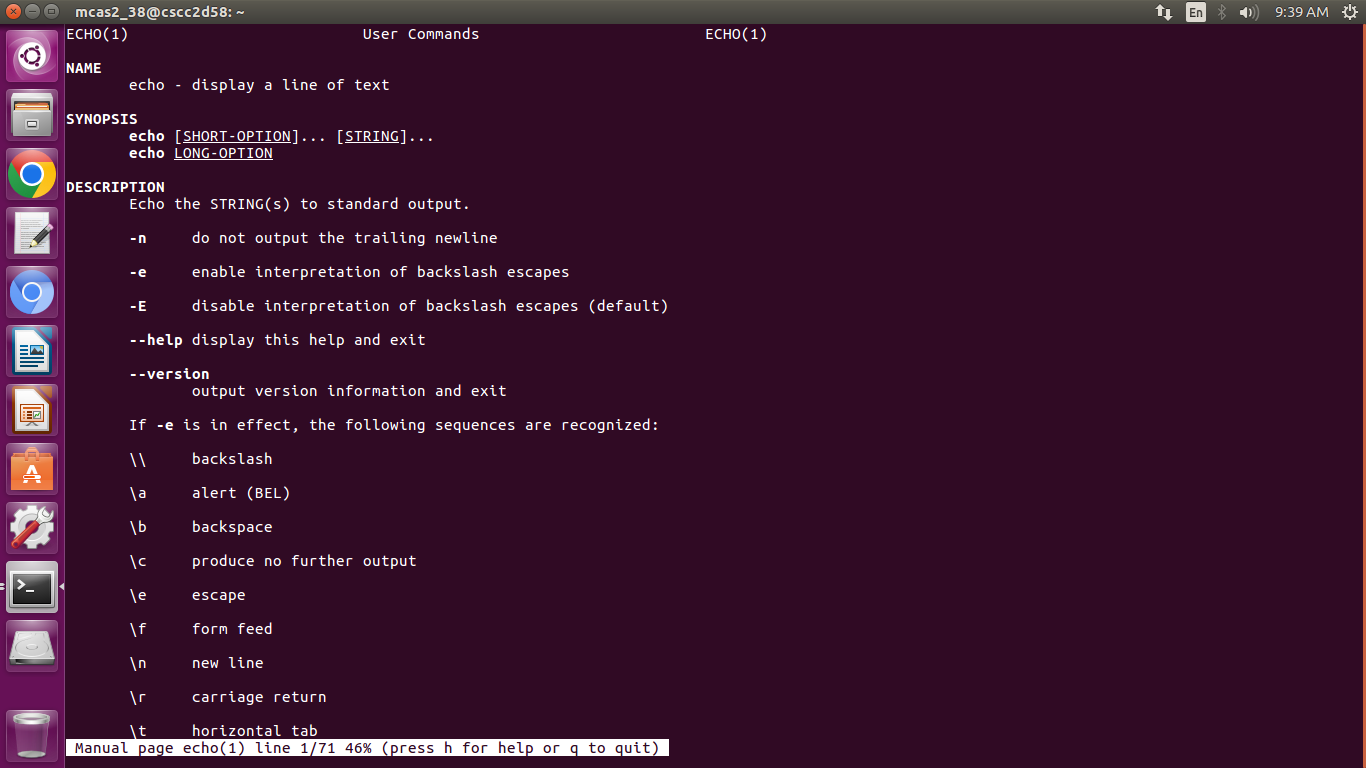 mcas2_38@cscc2d58: ~
En
9:39 AM
ECHO(1) User Commands ECHO(1)
NAME
echo - display a line of text
SYNOPSIS
echo [SHORT-OPTION]... [STRING]...
echo LONG-OPTION
DESCRIPTION
Echo the STRING(s) to standard output.
-n do not output the trailing newline
-e enable interpretation of backslash escapes
-E disable interpretation of backslash escapes (default)
--help display this help and exit
--version
output version information and exit
If -e is in effect, the following sequences are recognized:
\\ backslash
\a alert (BEL)
\b backspace
\c produce no further output
\e escape
\f form feed
\n new line
\r carriage return
\t horizontal tab
Manual page echo(1) line 1/71 46% (press h for help or q to quit)